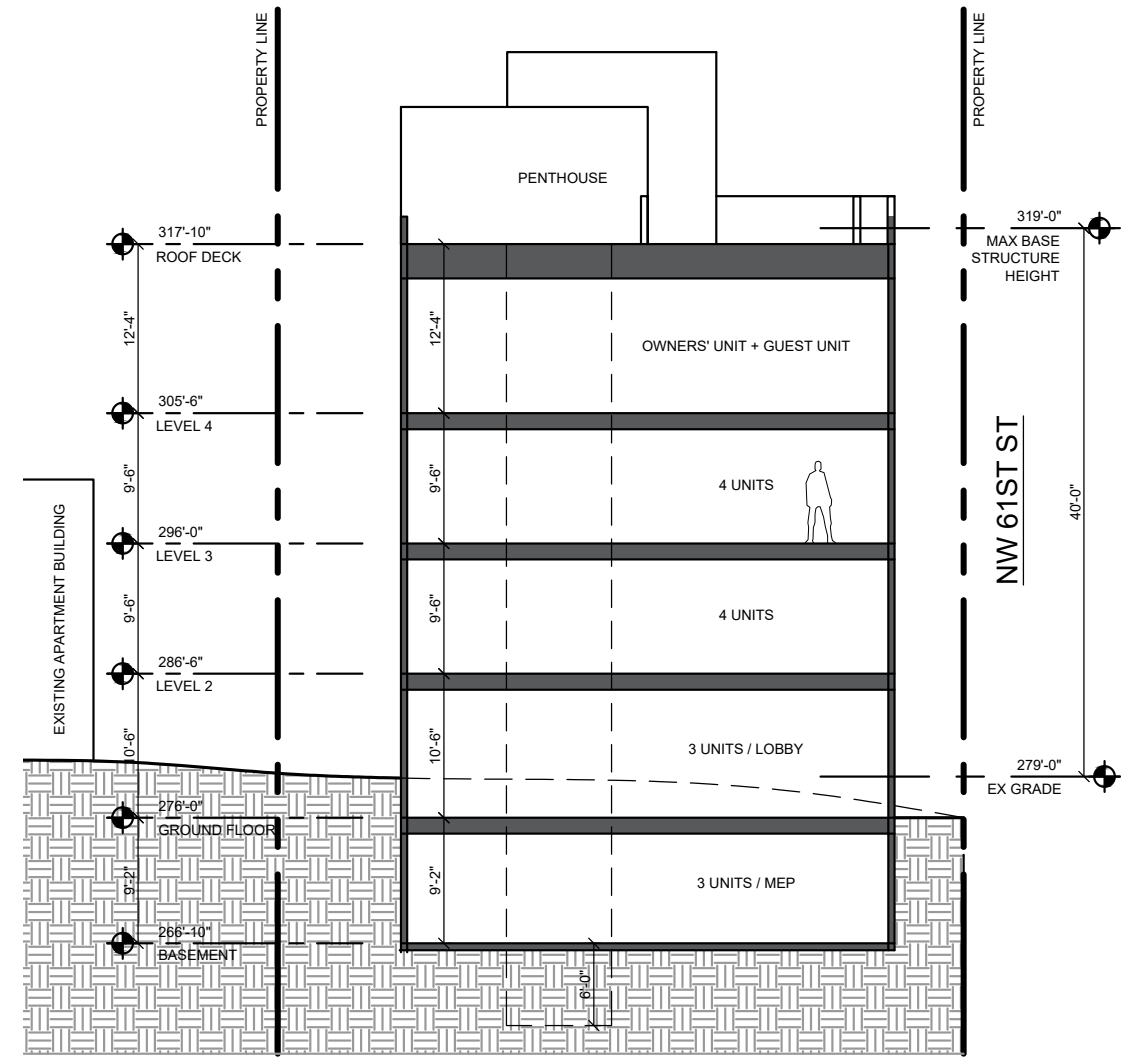 PROPERTY LINE
PROPERTY LINE
PENTHOUSE
317'-10"
ROOF DECK
319'-0"
MAX BASE
STRUCTURE
HEIGHT
12'-4"
12'-4"
OWNERS' UNIT + GUEST UNIT
305'-6"
LEVEL 4
9'-6"
9'-6"
4 UNITS
NW 61ST ST
40'-0"
EXISTING APARTMENT BUILDING
296'-0"
LEVEL 3
9'-6"
9'-6"
4 UNITS
286'-6"
LEVEL 2
10'-6"
10'-6"
3 UNITS / LOBBY
279'-0"
EX GRADE
276'-0"
GROUND FLOOR
9'-2"
9'-2"
3 UNITS / MEP
266'-10"
BASEMENT
6'-0"